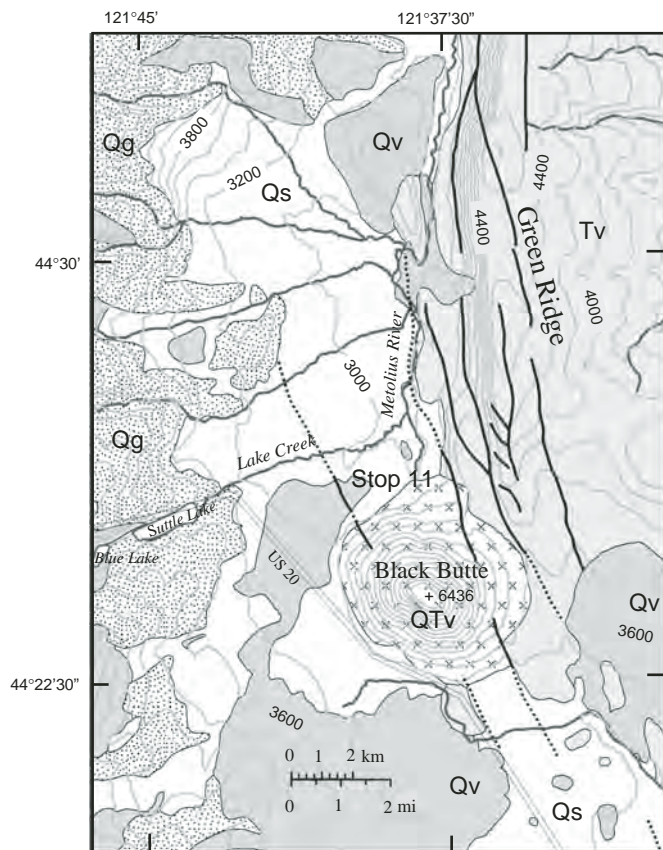 121°45'
121°37'30"
Qg
3800
3200
Qs
Qv
4400
4400
Green Ridge
Tv
4000
44°30'
Metolius River
3000
Qg
Lake Creek
Stop 11
Suttle Lake
Blue Lake
US 20
Black Butte
+ 6436
QTv
Qv
3600
44°22'30"
3600
0 1 2 km
0 1 2 mi
Qv
Qs